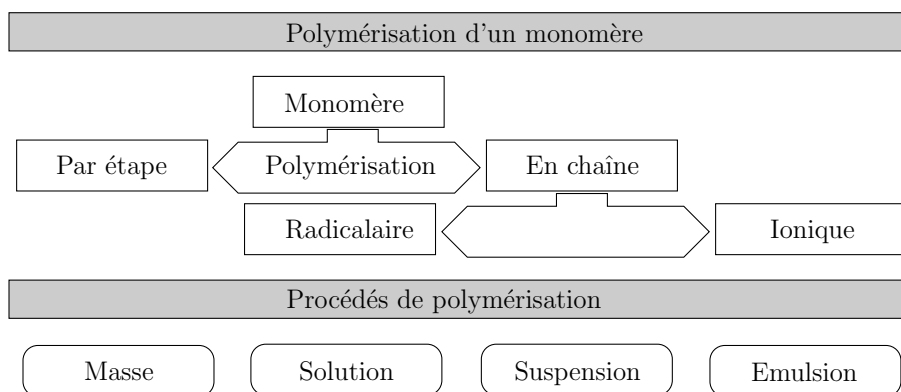 Polymérisation d'un monomère
Monomère
Par étape
Polymérisation
En chaîne
Radicalaire
Ionique
Procédés de polymérisation
Masse
Solution
Suspension
Emulsion